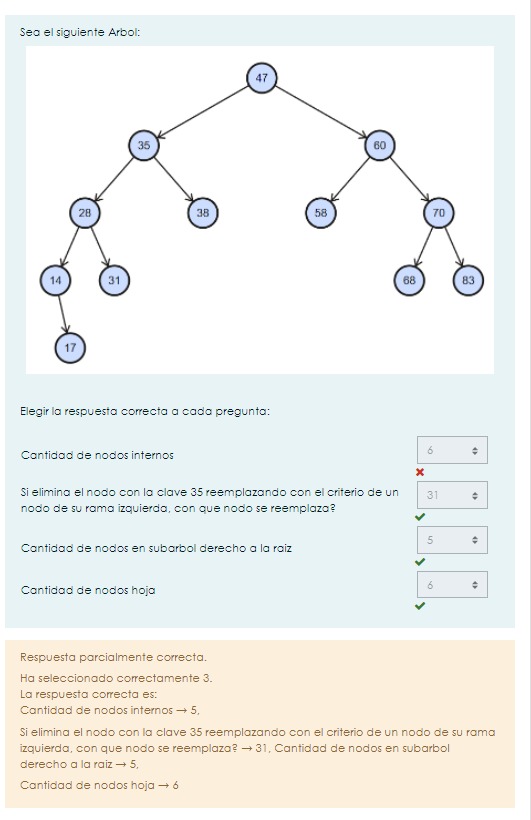 Sea el siguiente Arbol:
47
35
60
28
38
58
70
14
31
68
83
17
Elegir la respuesta correcta a cada pregunta:
Cantidad de nodos internos
6
Si elimina el nodo con la clave 35 reemplazando con el criterio de un
nodo de su rama izquierda, con que nodo se reemplaza?
31
Cantidad de nodos en subarbol derecho a la raiz
5
Cantidad de nodos hoja
6
Respuesta parcialmente correcta.
Ha seleccionado correctamente 3.
La respuesta correcta es:
Cantidad de nodos internos → 5,
Si elimina el nodo con la clave 35 reemplazando con el criterio de un nodo de su rama
izquierda, con que nodo se reemplaza? → 31, Cantidad de nodos en subarbol
derecho a la raiz → 5,
Cantidad de nodos hoja → 6